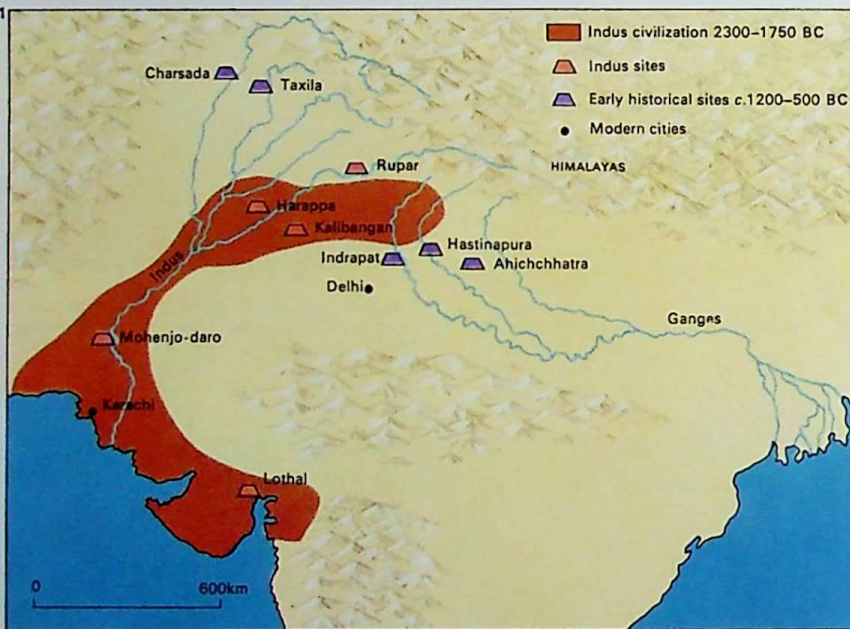 1
Indus civilization 2300–1750 BC
Indus sites
Early historical sites c.1200–500 BC
Modern cities
Charsada
Taxila
HIMALAYAS
Rupar
Harappa
Kalibangan
Hastinapura
Indrapat
Ahichchhatra
Delhi
Indus
Ganges
Mohenjo-daro
Karachi
Lothal
0 600km